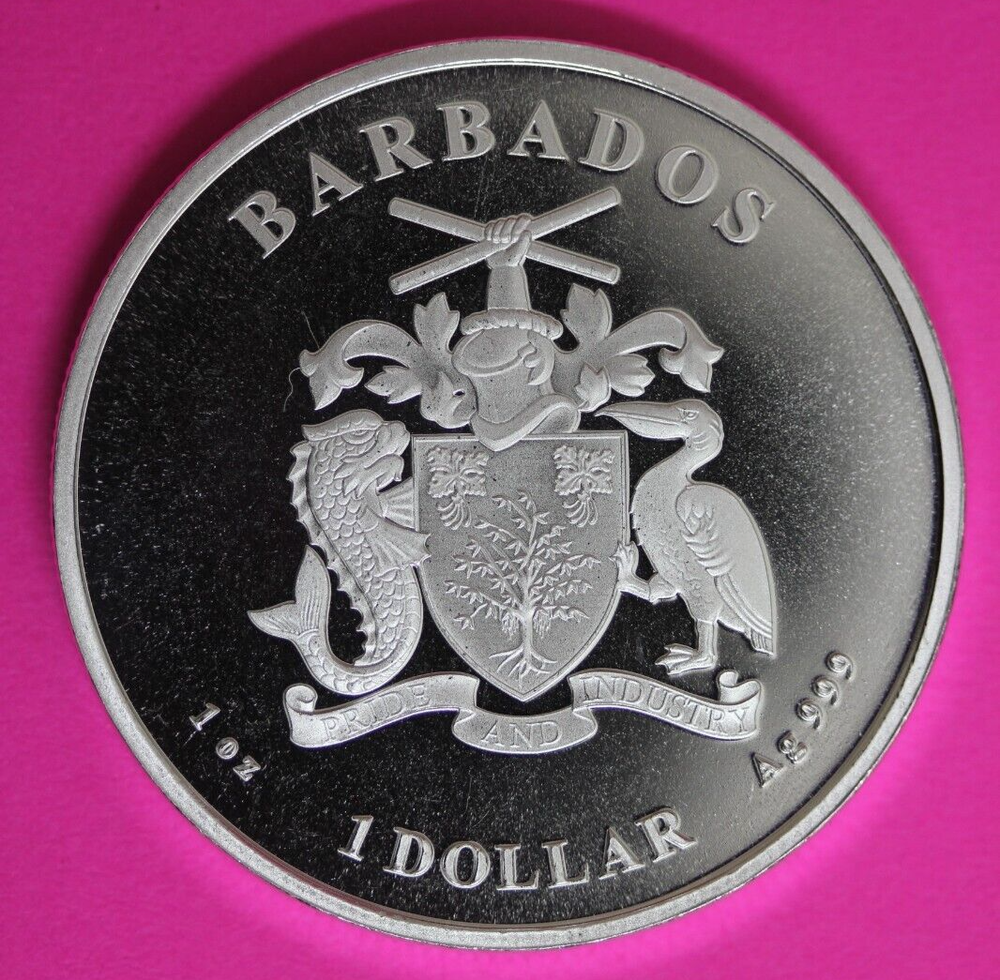 BARBADOS
PRIDE AND INDUSTRY
1 oz
Ag 999
1 DOLLAR